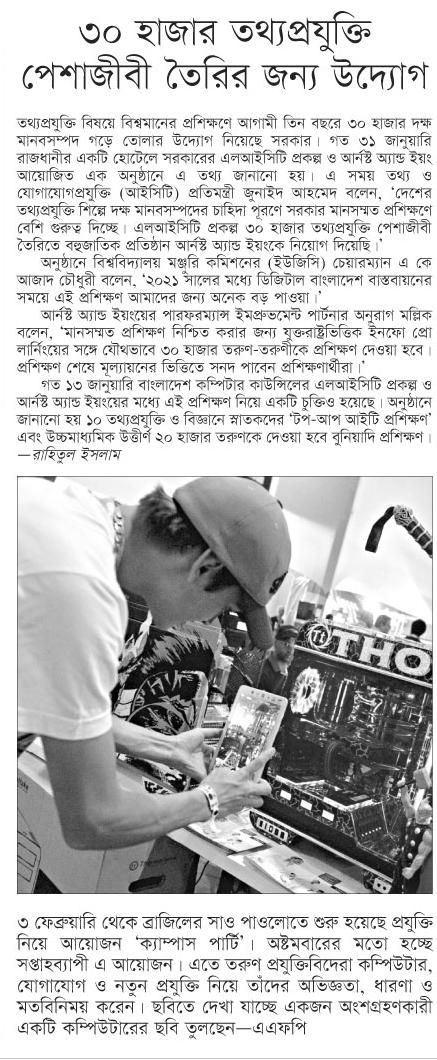 ৩০ হাজার তথ্যপ্রযুক্তি
পেশাজীবী তৈরির জন্য উদ্যোগ
তথ্যপ্রযুক্তি বিষয়ে বিশ্বমানের প্রশিক্ষণে আগামী তিন বছরে ৩০ হাজার দক্ষ
মানবসম্পদ গড়ে তোলার উদ্যোগ নিয়েছে সরকার। গত ৩১ জানুয়ারি
রাজধানীর একটি হোটেলে সরকারের এলআইসিটি প্রকল্প ও আর্নস্ট অ্যান্ড ইয়ং
আয়োজিত এক অনুষ্ঠানে এ তথ্য জানানো হয়। এ সময় তথ্য ও
যোগাযোগপ্রযুক্তি (আইসিটি) প্রতিমন্ত্রী জুনাইদ আহমেদ বলেন, ‘দেশের
তথ্যপ্রযুক্তি শিল্পে দক্ষ মানবসম্পদের চাহিদা পূরণে সরকার মানসম্মত প্রশিক্ষণে
বেশি গুরুত্ব দিচ্ছে। এলআইসিটি প্রকল্প ৩০ হাজার তথ্যপ্রযুক্তি পেশাজীবী
তৈরিতে বহুজাতিক প্রতিষ্ঠান আর্নস্ট অ্যান্ড ইয়ংকে নিয়োগ দিয়েছি।’
অনুষ্ঠানে বিশ্ববিদ্যালয় মঞ্জুরি কমিশনের (ইউজিসি) চেয়ারম্যান এ কে
আজাদ চৌধুরী বলেন, ‘২০২১ সালের মধ্যে ডিজিটাল বাংলাদেশ বাস্তবায়নের
সময়ে এই প্রশিক্ষণ আমাদের জন্য অনেক বড় পাওয়া।’
আর্নস্ট অ্যান্ড ইয়ংয়ের পারফরম্যান্স ইমপ্রুভমেন্ট পার্টনার অনুরাগ মল্লিক
বলেন, ‘মানসম্মত প্রশিক্ষণ নিশ্চিত করার জন্য যুক্তরাষ্ট্রভিত্তিক ইনফো প্রো
লার্নিংয়ের সঙ্গে যৌথভাবে ৩০ হাজার তরুণ-তরুণীকে প্রশিক্ষণ দেওয়া হবে।
প্রশিক্ষণ শেষে মূল্যায়নের ভিত্তিতে সনদ পাবেন প্রশিক্ষণার্থীরা।’
গত ১৩ জানুয়ারি বাংলাদেশ কম্পিটার কাউন্সিলের এলআইসিটি প্রকল্প ও
আর্নস্ট অ্যান্ড ইয়ংয়ের মধ্যে এই প্রশিক্ষণ নিয়ে একটি চুক্তিও হয়েছে। অনুষ্ঠানে
জানানো হয় ১০ তথ্যপ্রযুক্তি ও বিজ্ঞানে স্নাতকদের ‘টপ-আপ আইটি প্রশিক্ষণ’
এবং উচ্চমাধ্যমিক উত্তীর্ণ ২০ হাজার তরুণকে দেওয়া হবে বুনিয়াদি প্রশিক্ষণ।
—রাহিতুল ইসলাম
Tt THO
৩ ফেব্রুয়ারি থেকে ব্রাজিলের সাও পাওলোতে শুরু হয়েছে প্রযুক্তি
নিয়ে আয়োজন ‘ক্যাম্পাস পার্টি’। অষ্টমবারের মতো হচ্ছে
সপ্তাহব্যাপী এ আয়োজন। এতে তরুণ প্রযুক্তিবিদেরা কম্পিউটার,
যোগাযোগ ও নতুন প্রযুক্তি নিয়ে তাঁদের অভিজ্ঞতা, ধারণা ও
মতবিনিময় করেন। ছবিতে দেখা যাচ্ছে একজন অংশগ্রহণকারী
একটি কম্পিউটারের ছবি তুলছেন—এএফপি